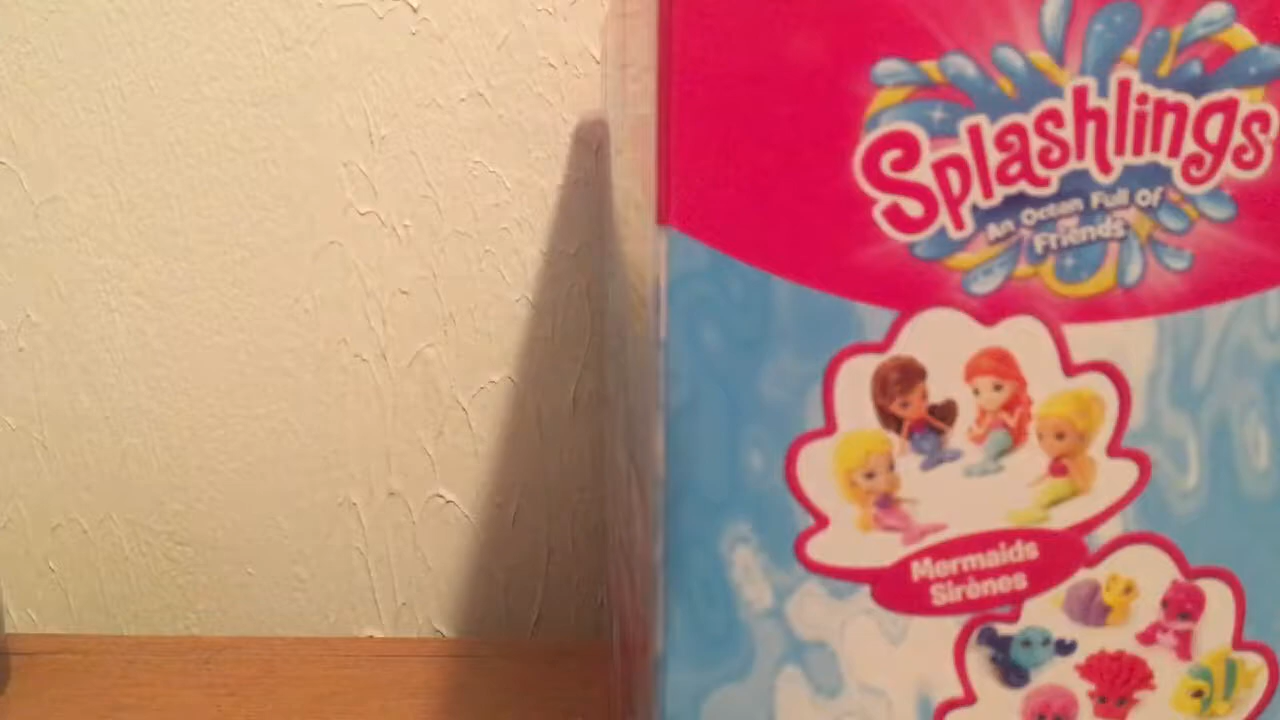 Splashlings
An Ocean Full Of
Friends
Mermaids
Sirènes